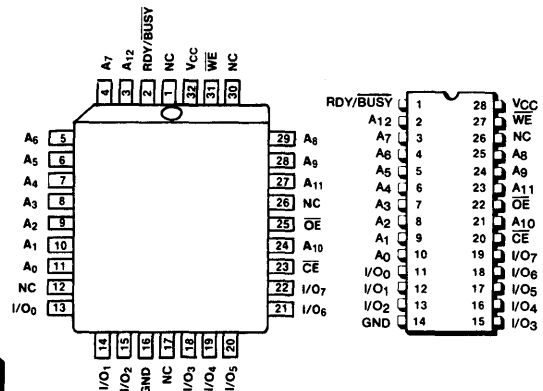 A7 A12 RDY/BUSY NC VCC WE NC
4 3 2 1 32 31 30
A6 5
A5 6
A4 7
A3 8
A2 9
A1 10
A0 11
NC 12
I/O0 13
29 A8
28 A9
27 A11
26 NC
25 OE
24 A10
23 CE
22 I/O7
21 I/O6
14 15 16 17 18 19 20
I/O1 I/O2 GND NC I/O3 I/O4 I/O5
RDY/BUSY 1 28 VCC
A12 2 27 WE
A7 3 26 NC
A6 4 25 A8
A5 5 24 A9
A4 6 23 A11
A3 7 22 OE
A2 8 21 A10
A1 9 20 CE
A0 10 19 I/O7
I/O0 11 18 I/O6
I/O1 12 17 I/O5
I/O2 13 16 I/O4
GND 14 15 I/O3